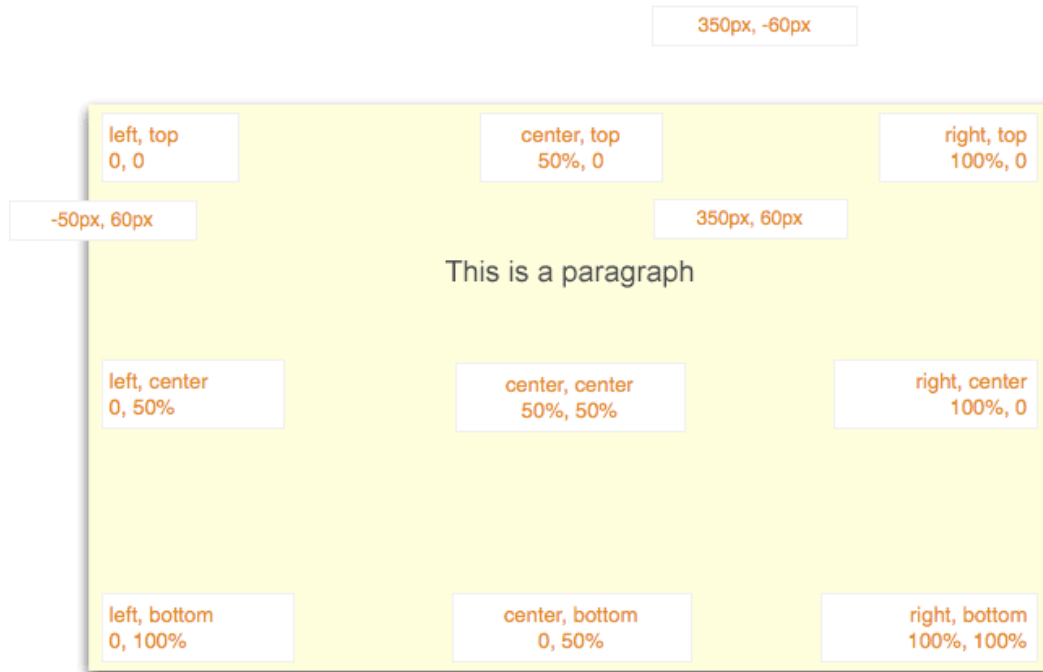 350px, -60px
left, top
0, 0
center, top
50%, 0
right, top
100%, 0
-50px, 60px
350px, 60px
This is a paragraph
left, center
0, 50%
center, center
50%, 50%
right, center
100%, 0
left, bottom
0, 100%
center, bottom
0, 50%
right, bottom
100%, 100%